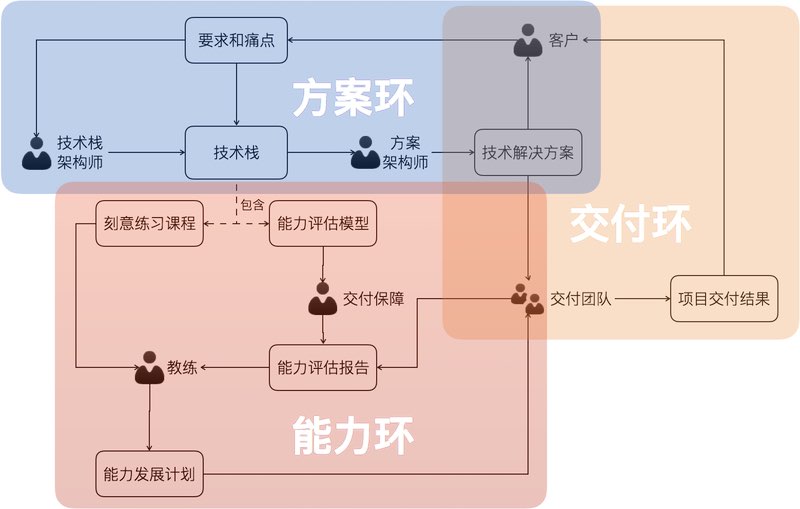 要求和痛点
客户
方案环
技术栈
架构师
技术栈
方案
架构师
技术解决方案
包含
刻意练习课程
能力评估模型
交付环
交付保障
交付团队
项目交付结果
教练
能力评估报告
能力环
能力发展计划